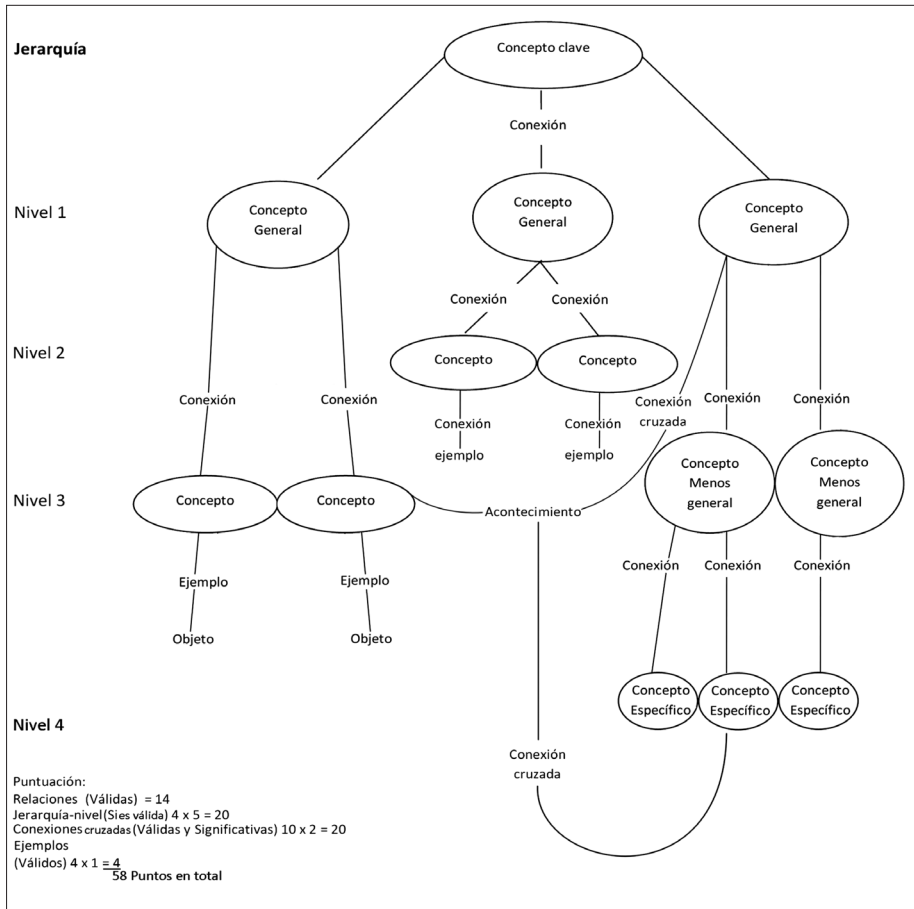 Jerarquía
Concepto clave
Conexión
Nivel 1
Concepto
General
Concepto
General
Concepto
General
Conexión
Conexión
Nivel 2
Concepto
Concepto
Conexión
Conexión
Conexión
ejemplo
Conexión
ejemplo
Conexión
cruzada
Conexión
Conexión
Nivel 3
Concepto
Concepto
Acontecimiento
Concepto
Menos
general
Concepto
Menos
general
Ejemplo
Ejemplo
Conexión
Conexión
Conexión
Objeto
Objeto
Concepto
Específico
Concepto
Específico
Concepto
Específico
Nivel 4
Conexión
cruzada
Puntuación:
Relaciones (Válidas) = 14
Jerarquía-nivel(Sies válida) 4 x 5 = 20
Conexiones cruzadas (Válidas y Significativas) 10 x 2 = 20
Ejemplos
(Válidos) 4 x 1 = 4
58 Puntos en total